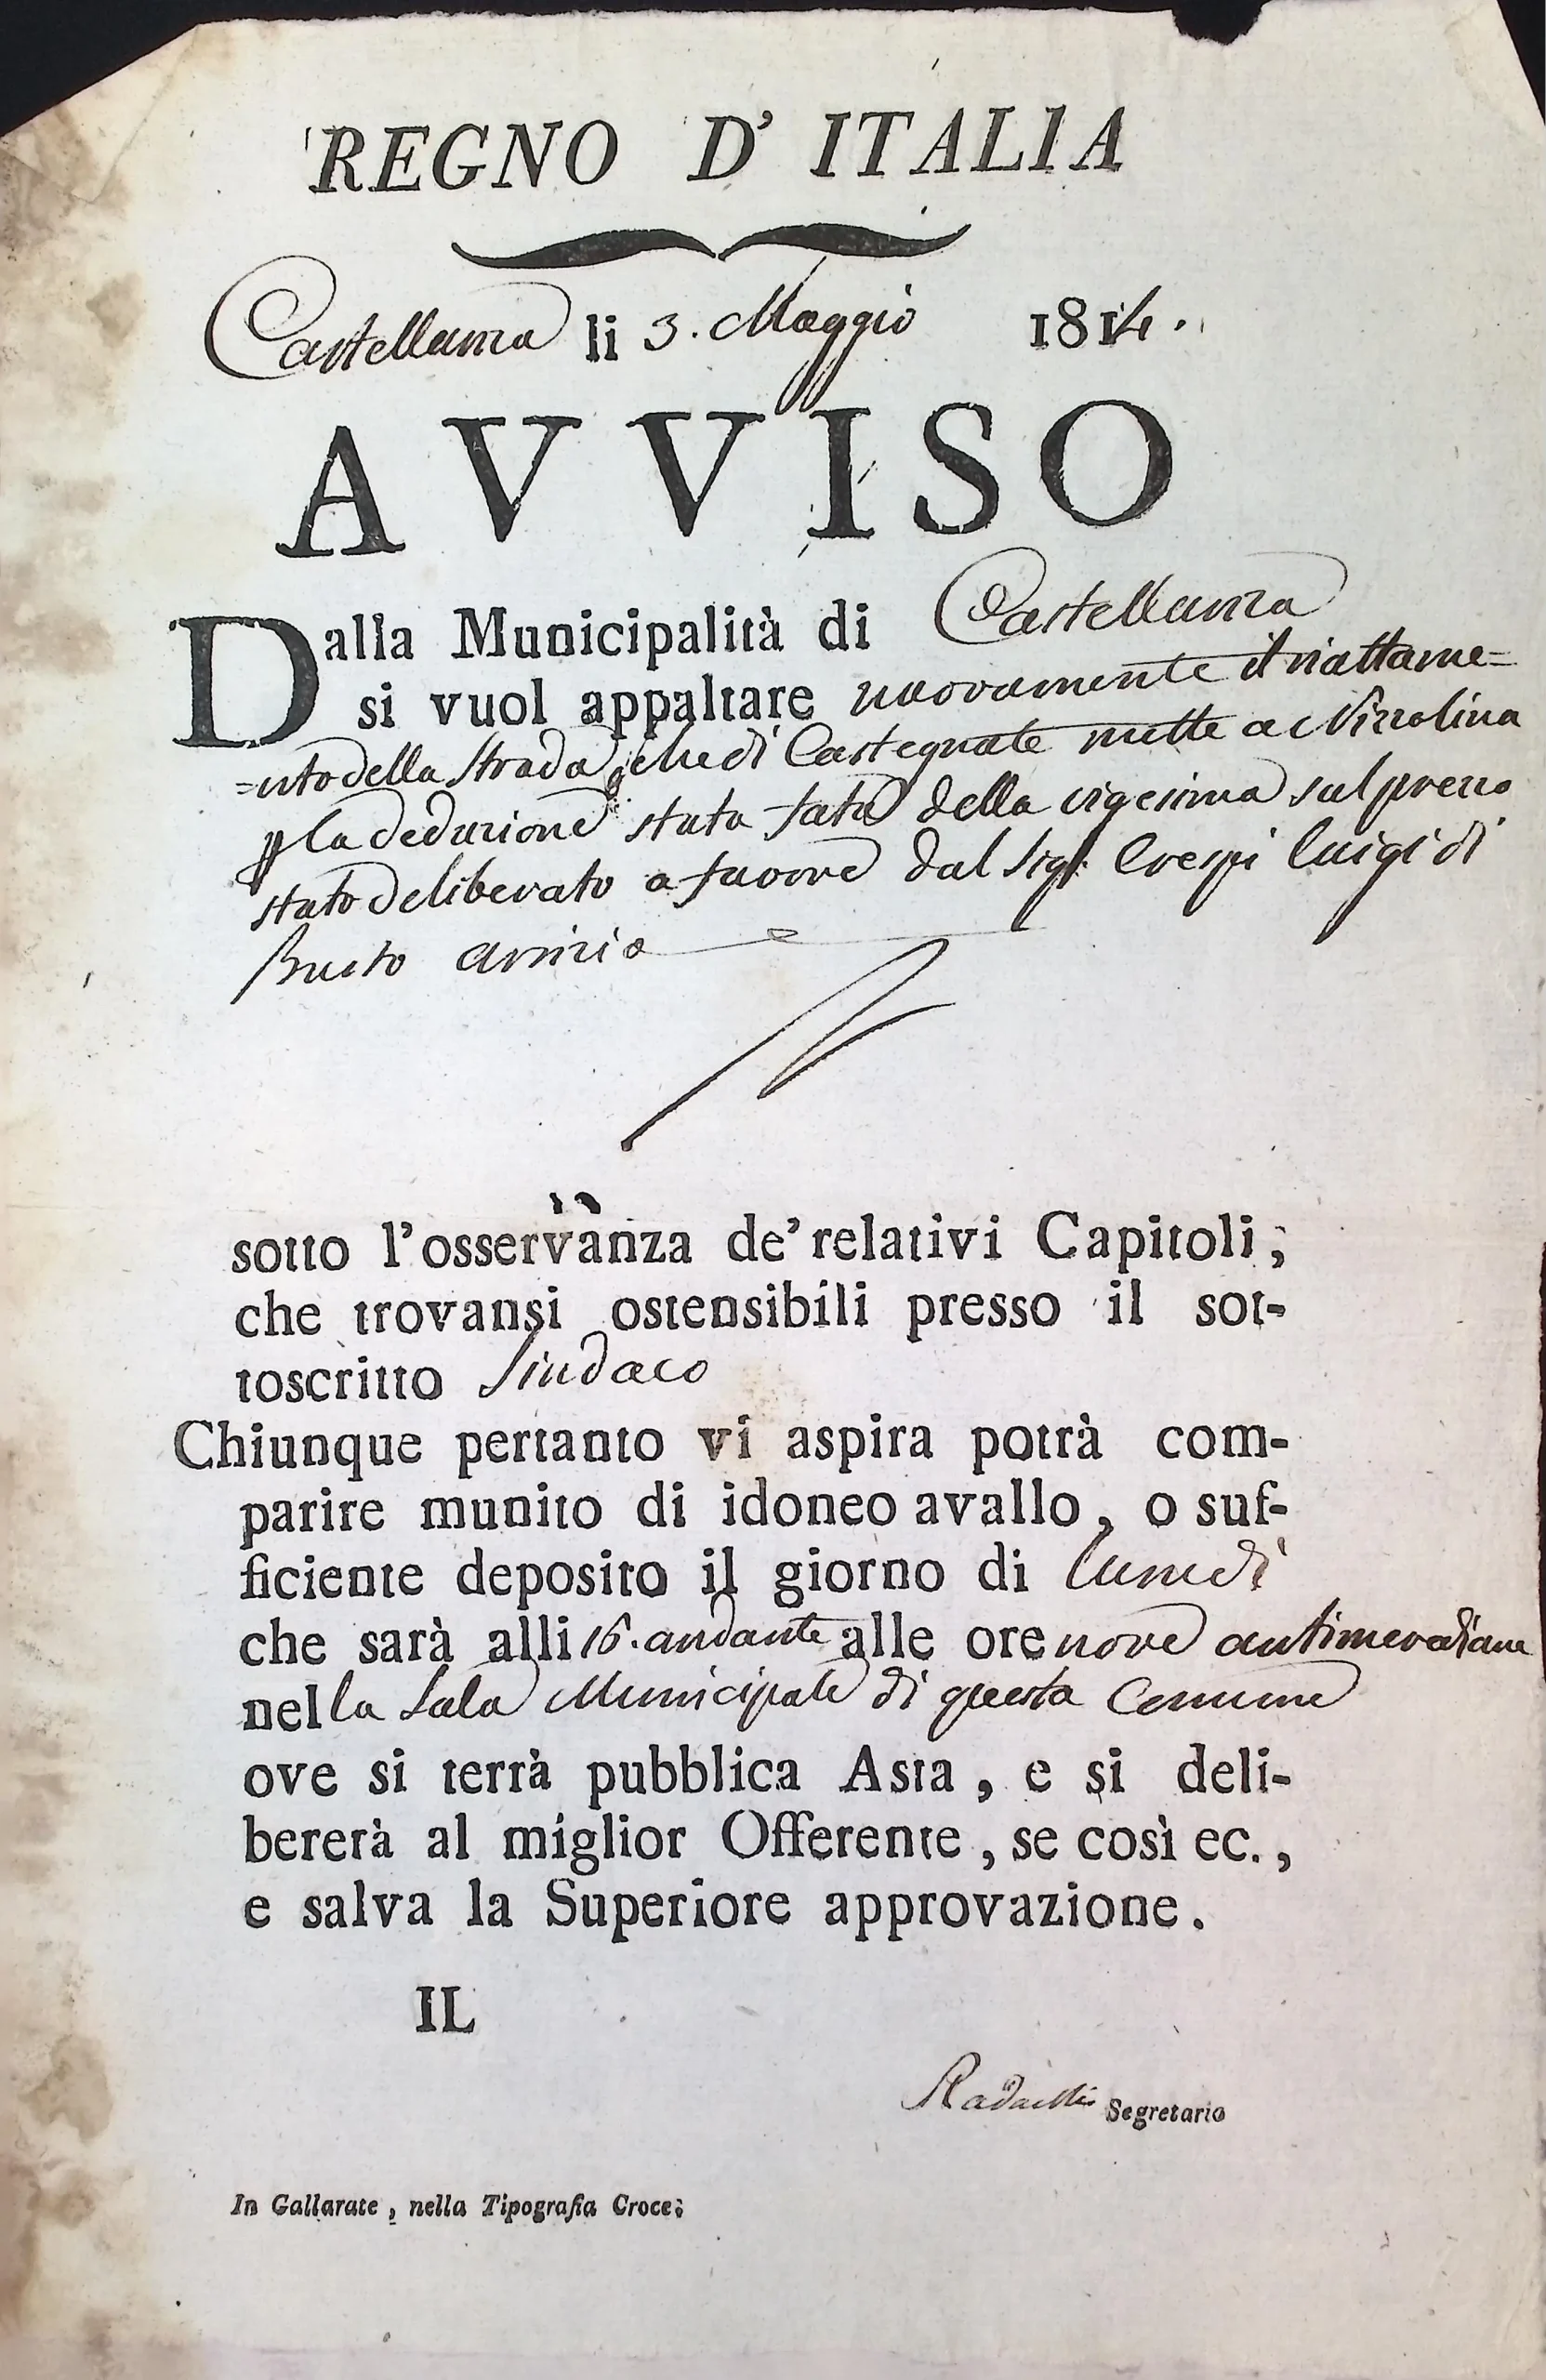 REGNO D' ITALIA
Castellanza li 3. Maggio 1814.
AVVISO
Dalla Municipalità di Castellanza
si vuol appaltare nuovamente il riattame=
=nto della Strada, che di Castegnate mette a Nizzolina
p la deduzione stata fata della vigesima sul prezzo
stato deliberato a favore dal Sigr. Crespi Luigi di
Busto Arsizio
sotto l'osservanza de' relativi Capitoli,
che trovansi ostensibili presso il sot-
toscritto Sindaco
Chiunque pertanto vi aspira potrà com-
parire munito di idoneo avallo, o suf-
ficiente deposito il giorno di Lunedì
che sarà alli 16. andante alle ore nove antimeridiane
nella Sala Municipale di questa Comune
ove si terrà pubblica Asta, e si deli-
bererà al miglior Offerente, se così ec.,
e salva la Superiore approvazione.
IL
Segretario
In Gallarate, nella Tipografia Croce.